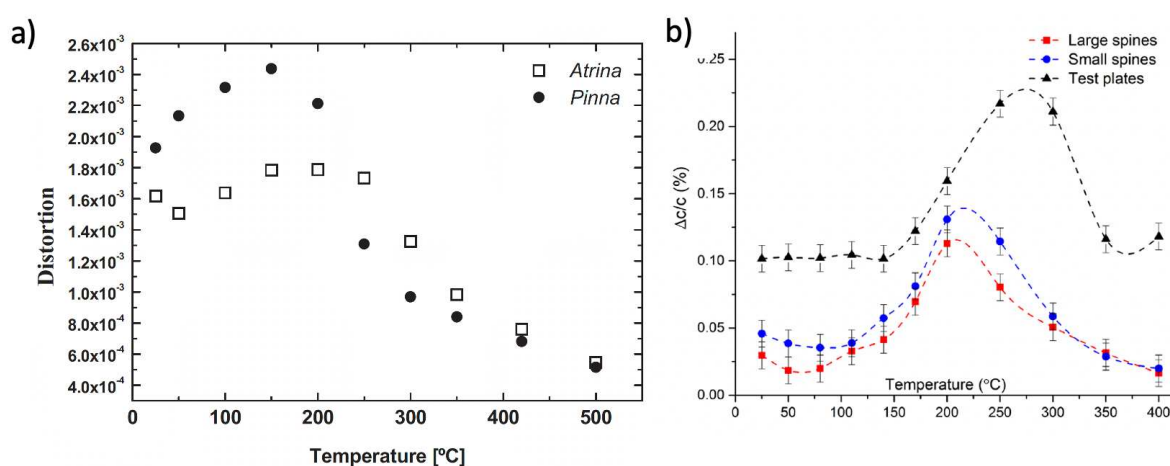 a)
2.6x10⁻³
2.4x10⁻³
2.2x10⁻³
2.0x10⁻³
1.8x10⁻³
1.6x10⁻³
1.4x10⁻³
1.2x10⁻³
1.0x10⁻³
8.0x10⁻⁴
6.0x10⁻⁴
4.0x10⁻⁴
Distortion
Atrina
Pinna
0 100 200 300 400 500
Temperature [ºC]
b)
Large spines
Small spines
Test plates
0.25
0.20
0.15
0.10
0.05
0.00
Δc/c (%)
Temperature (°C)
0 50 100 150 200 250 300 350 400